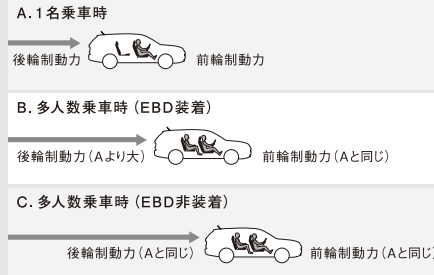 A. 1名乗車時
後輪制動力 前輪制動力
B. 多人数乗車時(EBD装着)
後輪制動力(Aより大) 前輪制動力(Aと同じ)
C. 多人数乗車時(EBD非装着)
後輪制動力(Aと同じ) 前輪制動力(Aと同じ)